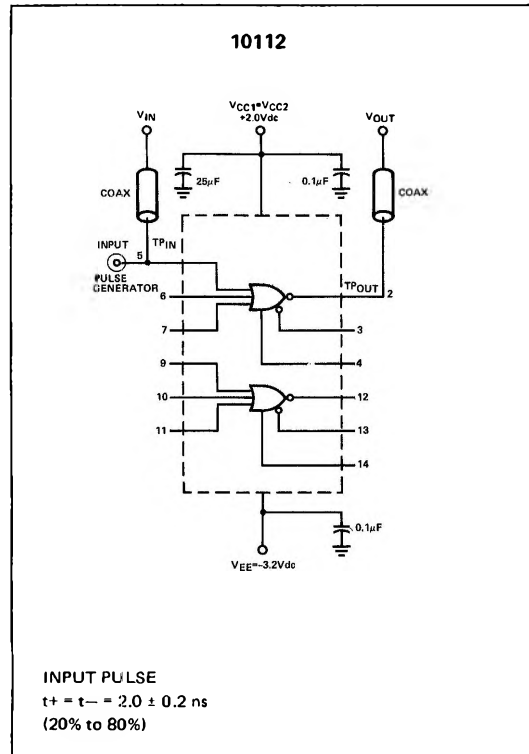 10112
VIN
VCC1=VCC2
+2.0Vdc
VOUT
25µF
0.1µF
COAX
COAX
INPUT
TPIN
5
PULSE
GENERATOR
TPOUT
2
6
7
3
4
9
10
12
11
13
14
0.1µF
VEE=-3.2Vdc
INPUT PULSE
t+ = t- = 2.0 ± 0.2 ns
(20% to 80%)